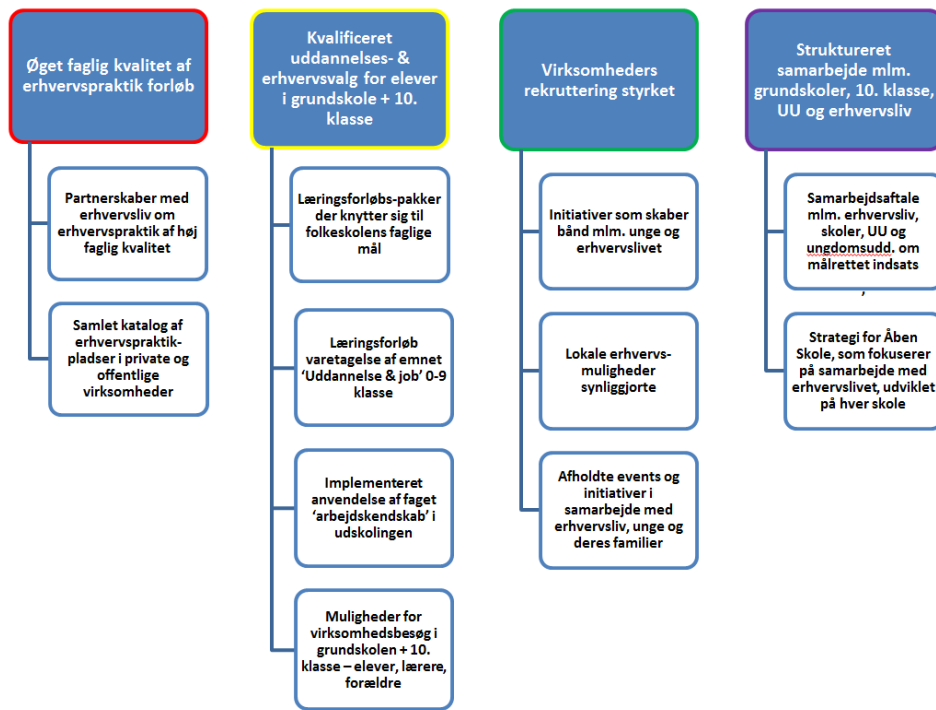 Øget faglig kvalitet af
erhvervspraktik forløb
Partnerskaber med
erhvervsliv om
erhvervspraktik af høj
faglig kvalitet
Samlet katalog af
erhvervspraktik-
pladser i private og
offentlige
virksomheder
Kvalificeret
uddannelses- &
erhvervsvalg for elever
i grundskole + 10.
klasse
Læringsforløbs-pakker
der knytter sig til
folkeskolens faglige
mål
Læringsforløb
varetagelse af emnet
‘Uddannelse & job’ 0-9
klasse
Implementeret
anvendelse af faget
‘arbejdskendskab’ i
udskolingen
Muligheder for
virksomhedsbesøg i
grundskolen + 10.
klasse – elever, lærere,
forældre
Virksomheders
rekruttering styrket
Initiativer som skaber
bånd mlm. unge og
erhvervslivet
Lokale erhvervs-
muligheder
synliggjorte
Afholdte events og
initiativer i
samarbejde med
erhvervsliv, unge og
deres familier
Struktureret
samarbejde mlm.
grundskoler, 10. klasse,
UU og erhvervsliv
Samarbejdsaftale
mlm. erhvervsliv,
skoler, UU og
ungdomsudd. om
målrettet indsats
,
Strategi for Åben
Skole, som fokuserer
på samarbejde med
erhvervslivet, udviklet
på hver skole